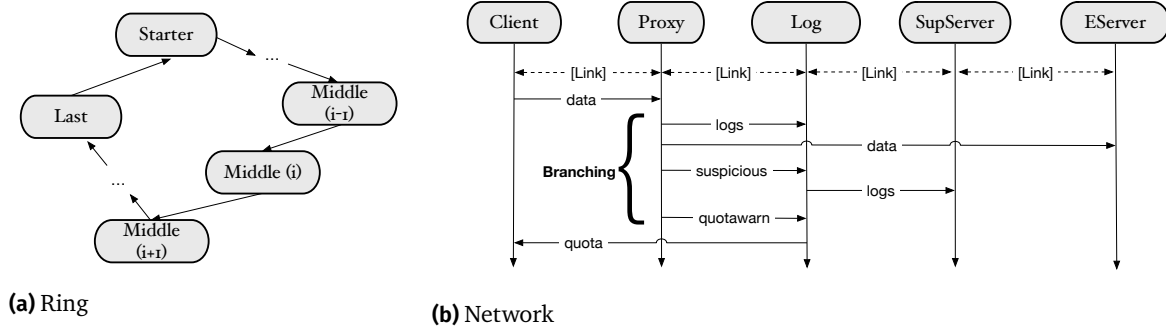 Starter
...
Middle
(i-1)
Last
Middle (i)
...
Middle
(i+1)
(a) Ring
Client Proxy Log SupServer EServer
[Link] [Link] [Link] [Link]
data
logs
data
Branching
suspicious
logs
quotawarn
quota
(b) Network